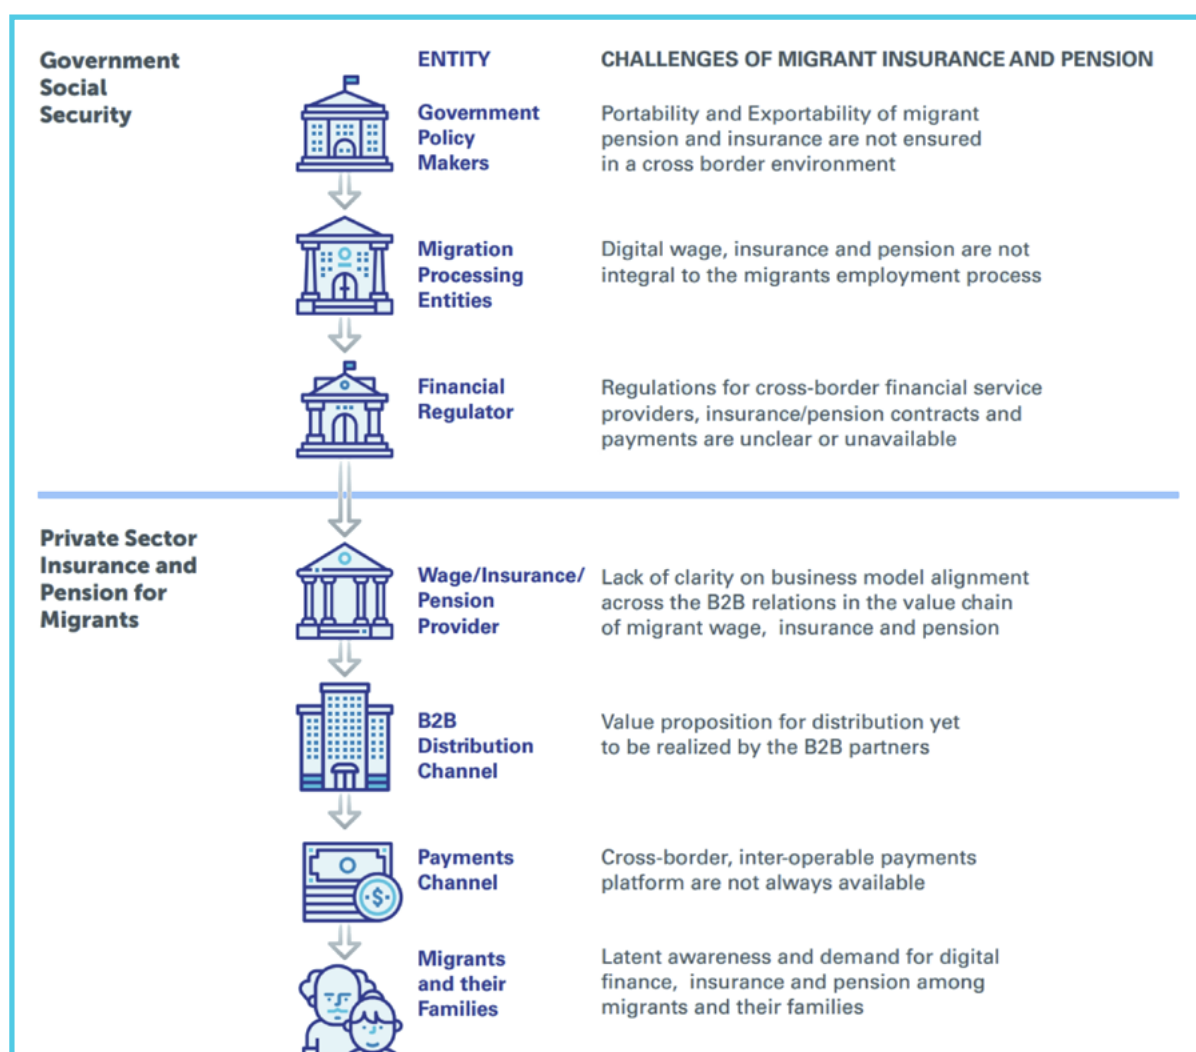 Government
Social
Security
ENTITY
CHALLENGES OF MIGRANT INSURANCE AND PENSION
Government
Policy
Makers
Portability and Exportability of migrant
pension and insurance are not ensured
in a cross border environment
Migration
Processing
Entities
Digital wage, insurance and pension are not
integral to the migrants employment process
Financial
Regulator
Regulations for cross-border financial service
providers, insurance/pension contracts and
payments are unclear or unavailable
Private Sector
Insurance and
Pension for
Migrants
Wage/Insurance/
Pension
Provider
Lack of clarity on business model alignment
across the B2B relations in the value chain
of migrant wage, insurance and pension
B2B
Distribution
Channel
Value proposition for distribution yet
to be realized by the B2B partners
$
Payments
Channel
Cross-border, inter-operable payments
platform are not always available
Migrants
and their
Families
Latent awareness and demand for digital
finance, insurance and pension among
migrants and their families